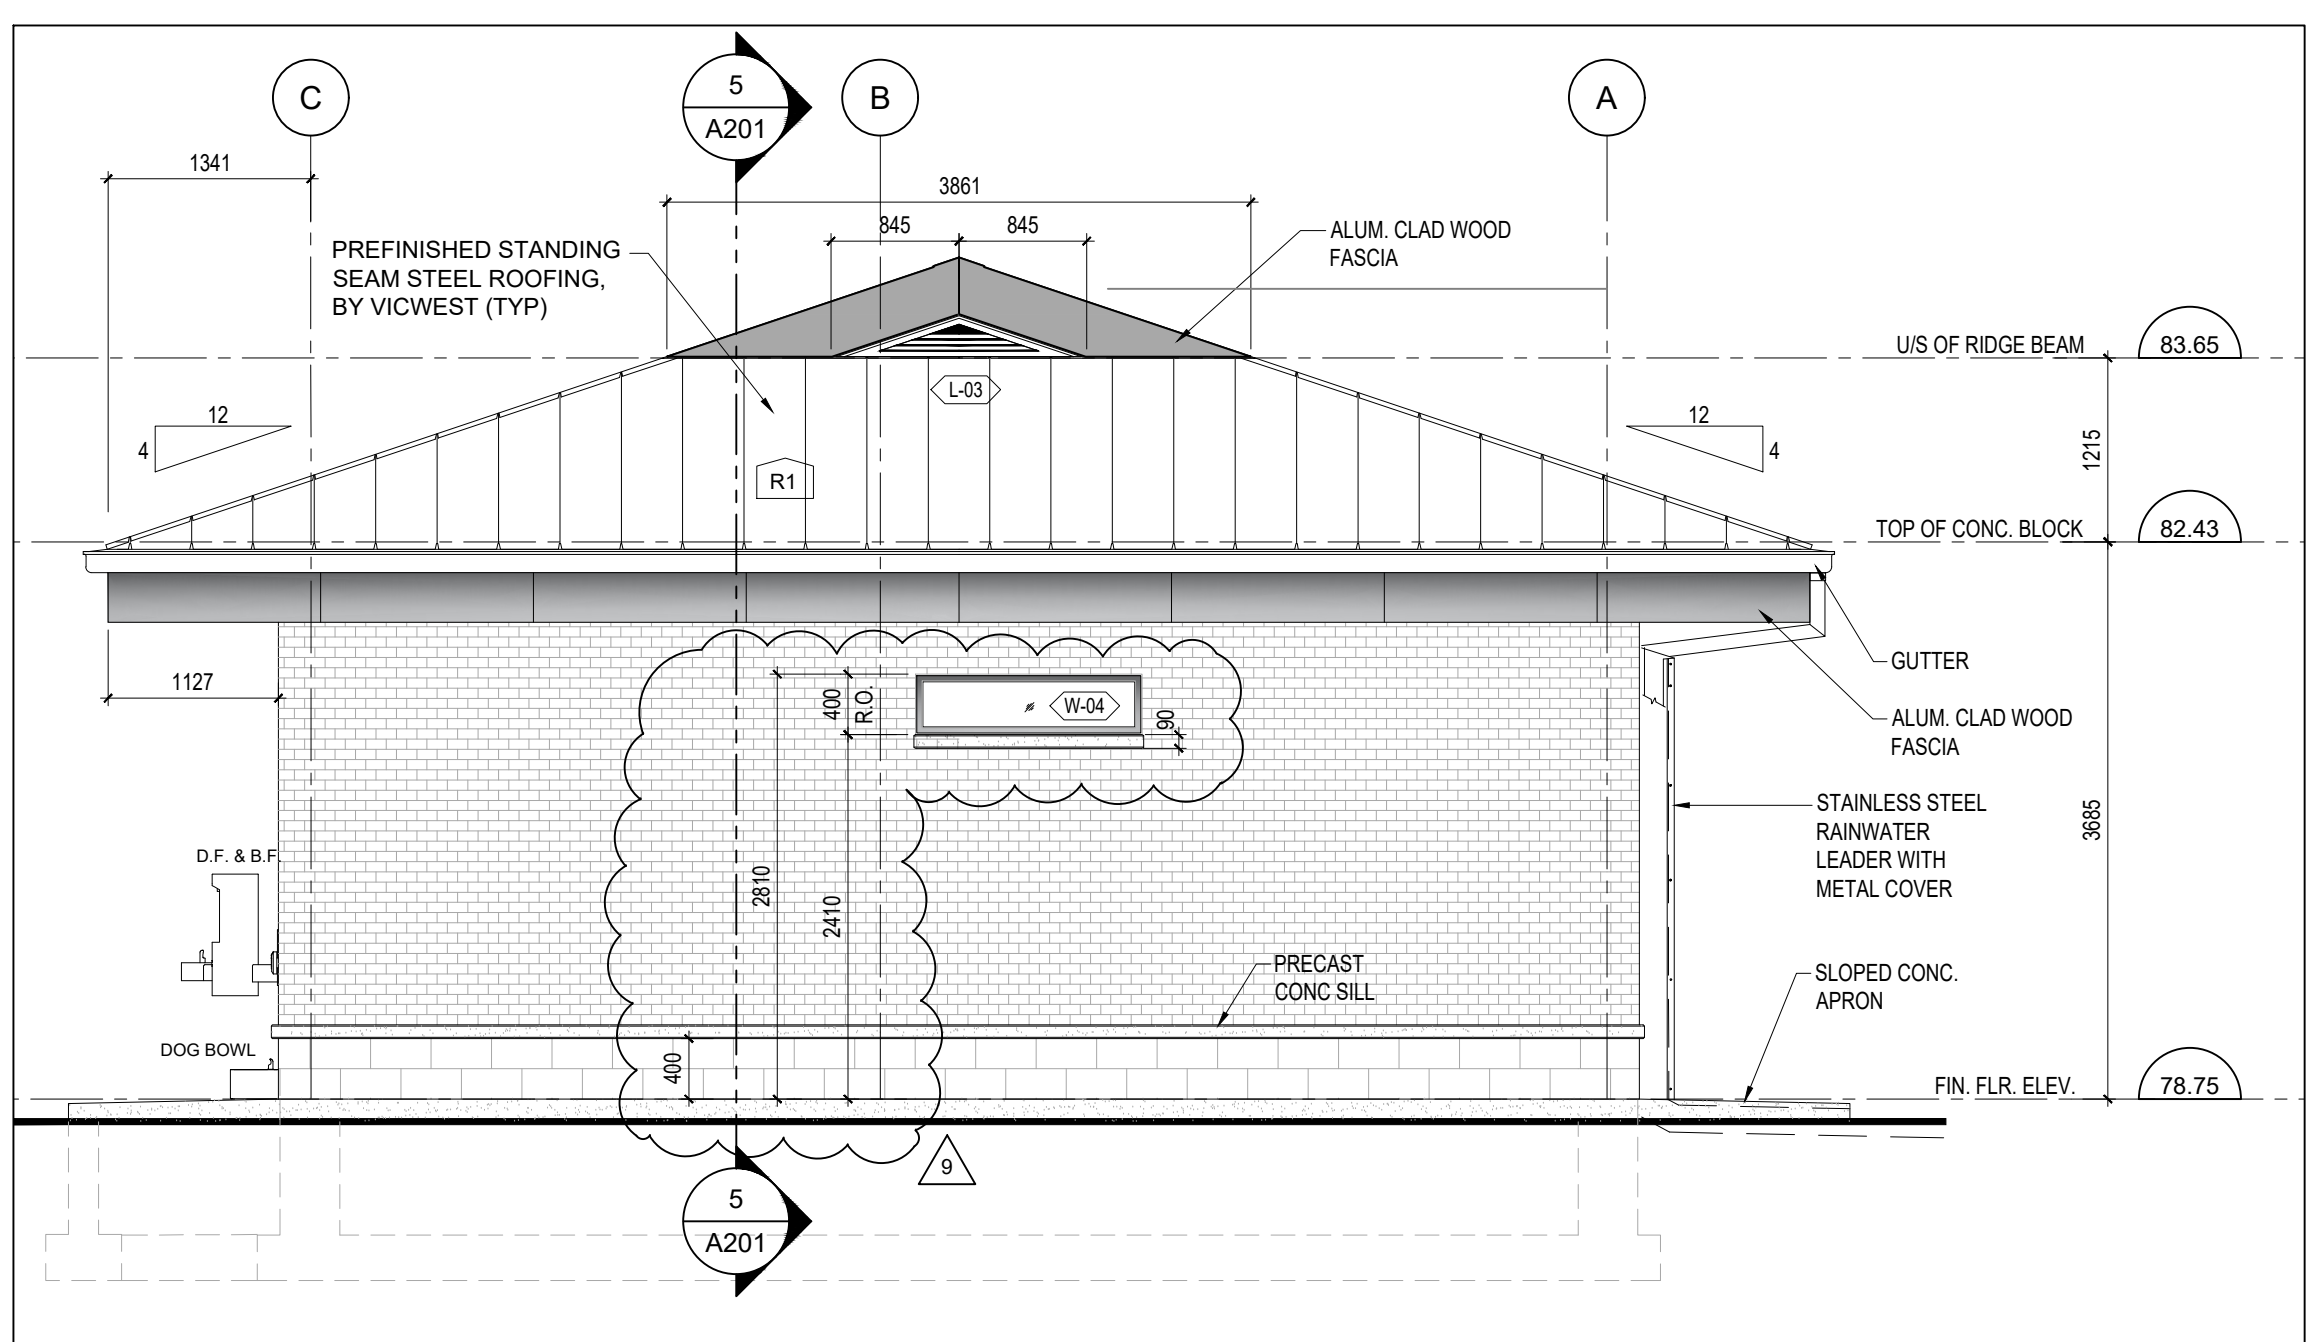 C
5
A201
B
A
1341
3861
845
845
PREFINISHED STANDING
SEAM STEEL ROOFING,
BY VICWEST (TYP)
ALUM. CLAD WOOD
FASCIA
U/S OF RIDGE BEAM
83.65
L-03
12
4
12
4
1215
R1
TOP OF CONC. BLOCK
82.43
GUTTER
1127
400
R.O.
W-04
90
ALUM. CLAD WOOD
FASCIA
STAINLESS STEEL
RAINWATER
LEADER WITH
METAL COVER
3685
D.F. & B.F.
2810
2410
PRECAST
CONC SILL
SLOPED CONC.
APRON
DOG BOWL
400
FIN. FLR. ELEV.
78.75
9
5
A201